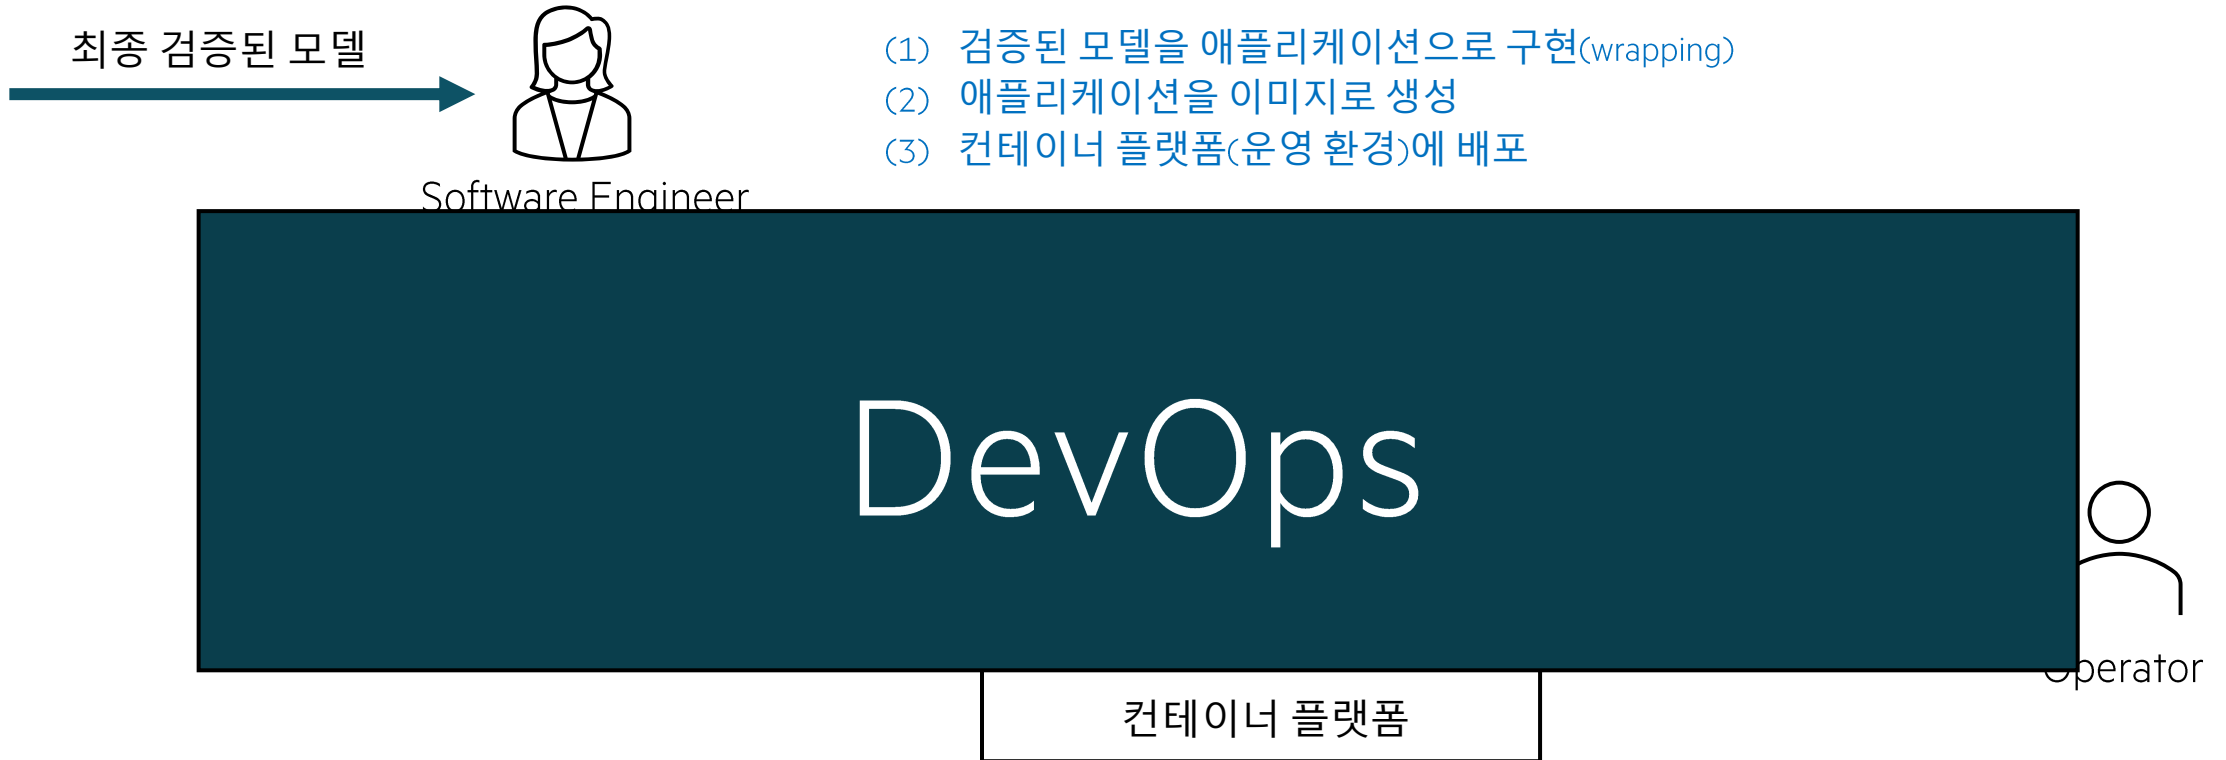 최종 검증된 모델
(1) 검증된 모델을 애플리케이션으로 구현(wrapping)
(2) 애플리케이션을 이미지로 생성
(3) 컨테이너 플랫폼(운영 환경)에 배포
Software Engineer
DevOps
Operator
컨테이너 플랫폼